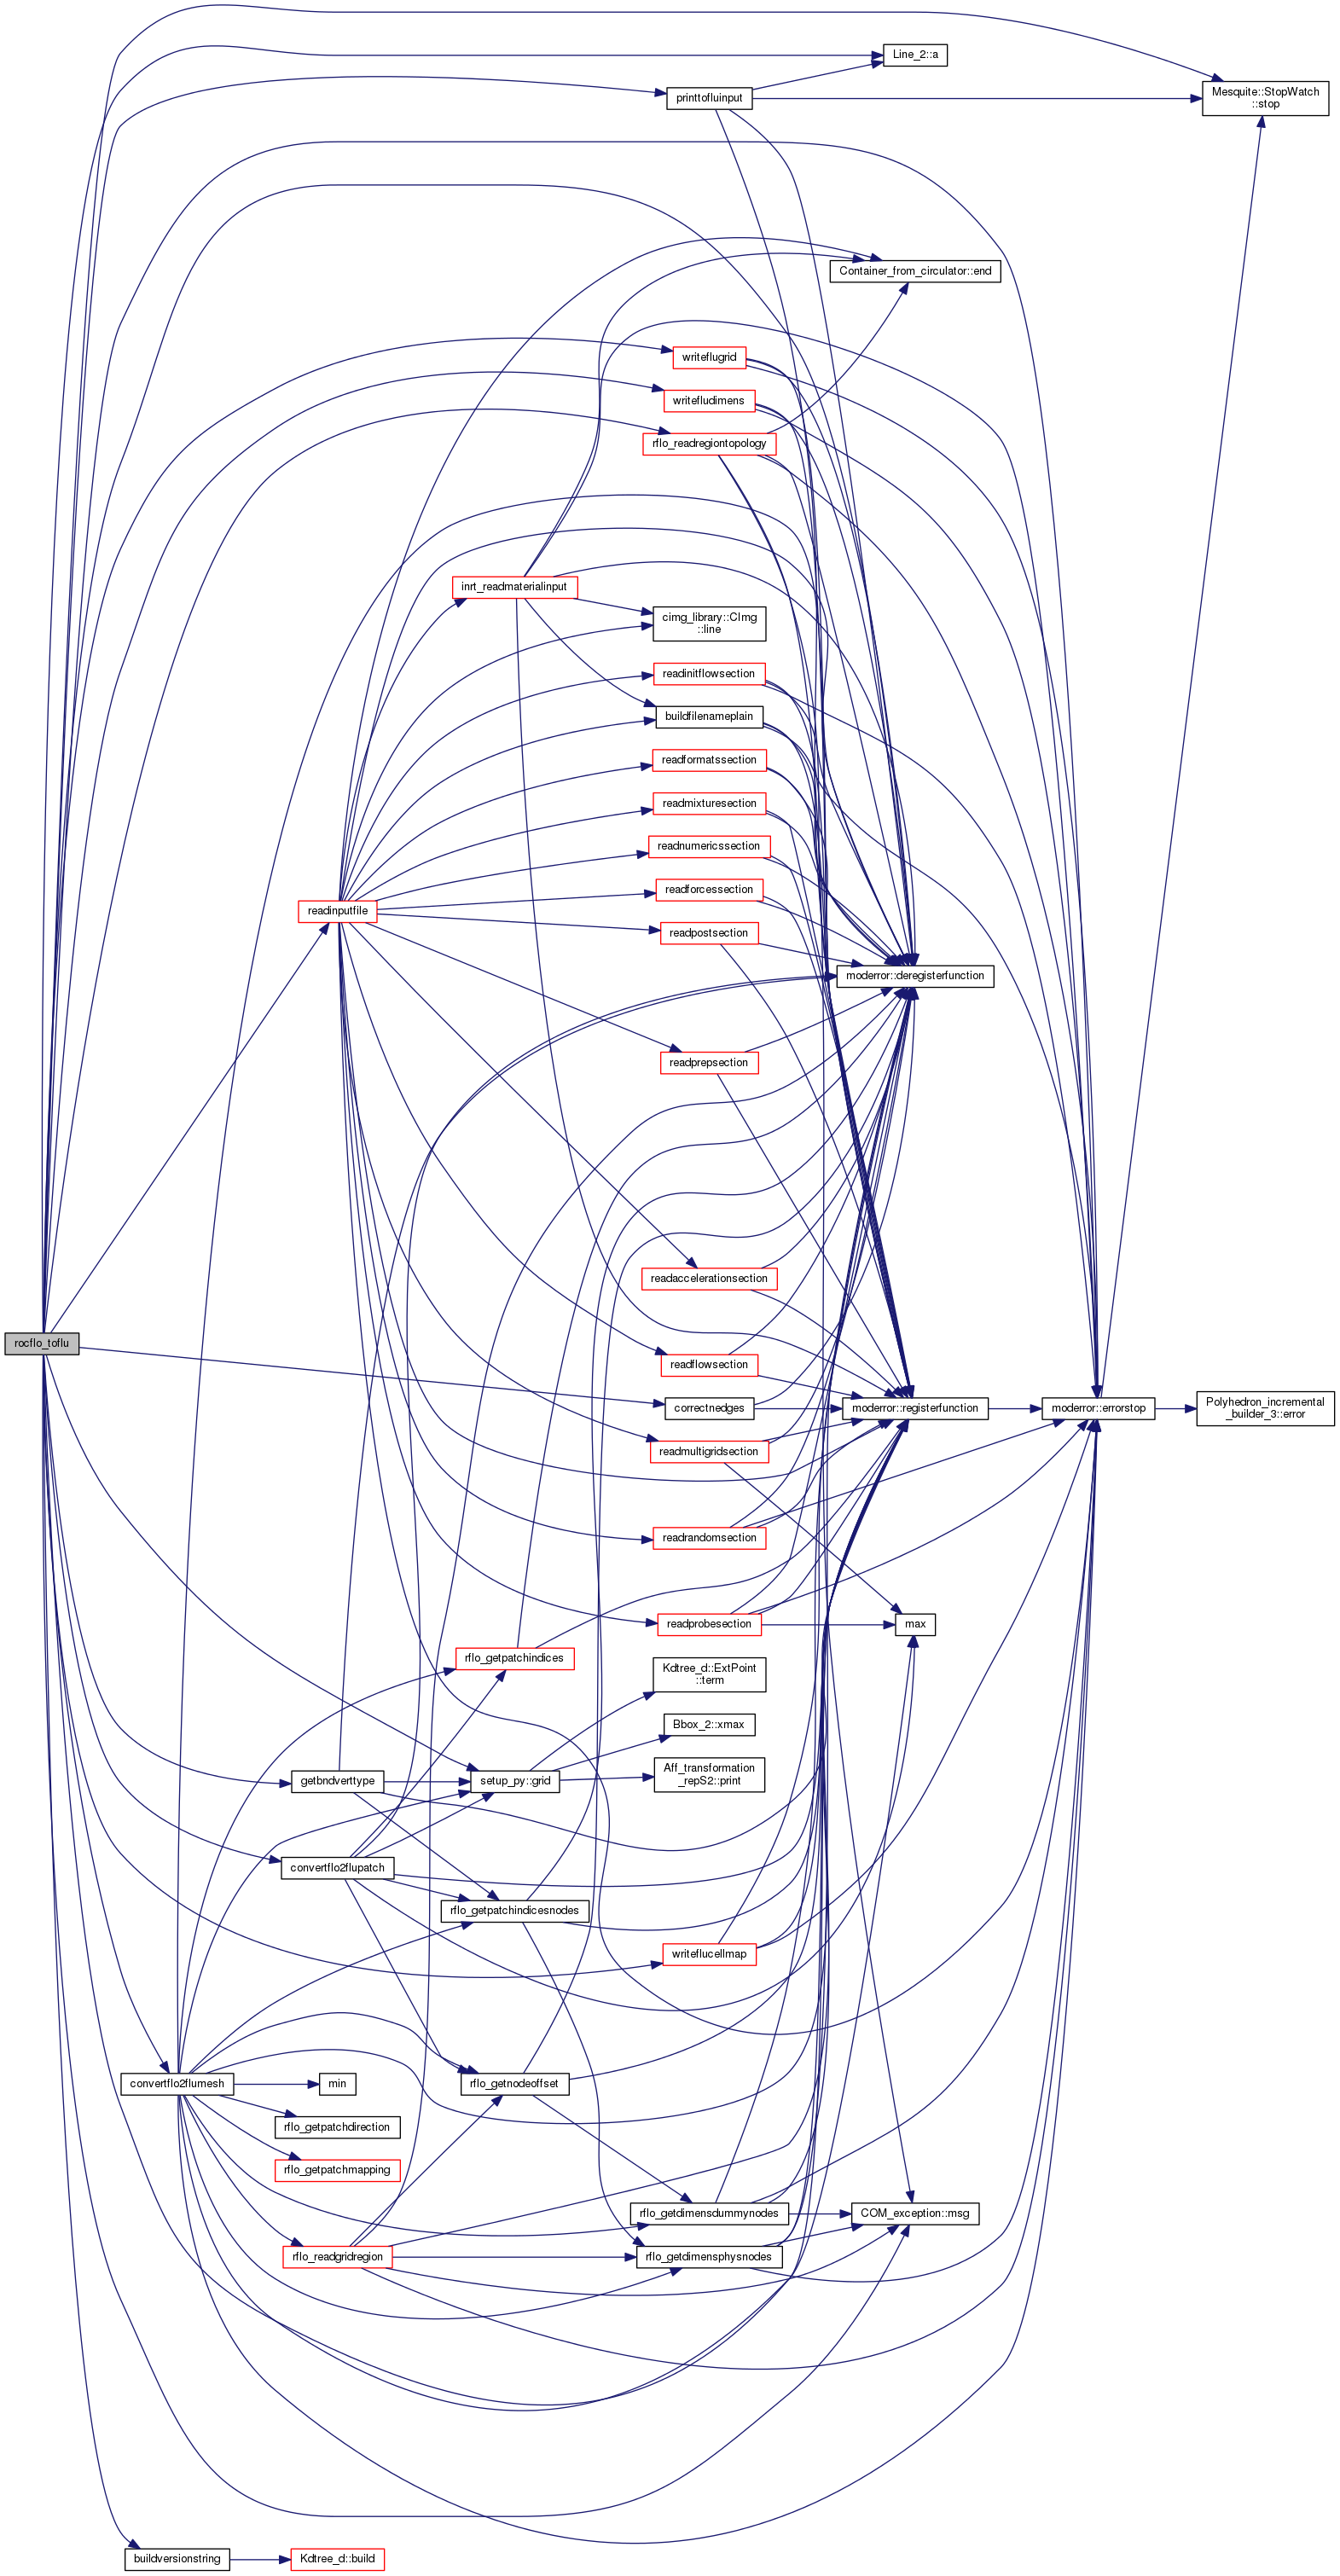 Line_2::a
printtofluinput
Mesquite::StopWatch
::stop
Container_from_circulator::end
writeflugrid
writefludimens
rflo_readregiontopology
inrt_readmaterialinput
cimg_library::CImg
::line
readinitflowsection
buildfilenameplain
readformatssection
readmixturesection
readnumericssection
readforcessection
readinputfile
readpostsection
moderror::deregisterfunction
readprepsection
readaccelerationsection
rocflo_toflu
readflowsection
correctnedges
moderror::registerfunction
moderror::errorstop
Polyhedron_incremental
_builder_3::error
readmultigridsection
readrandomsection
readprobesection
max
rflo_getpatchindices
Kdtree_d::ExtPoint
::term
Bbox_2::xmax
getbndverttype
setup_py::grid
Aff_transformation
_repS2::print
convertflo2flupatch
rflo_getpatchindicesnodes
writeflucellmap
convertflo2flumesh
min
rflo_getnodeoffset
rflo_getpatchdirection
rflo_getpatchmapping
rflo_getdimensdummynodes
COM_exception::msg
rflo_readgridregion
rflo_getdimensphysnodes
buildversionstring
Kdtree_d::build